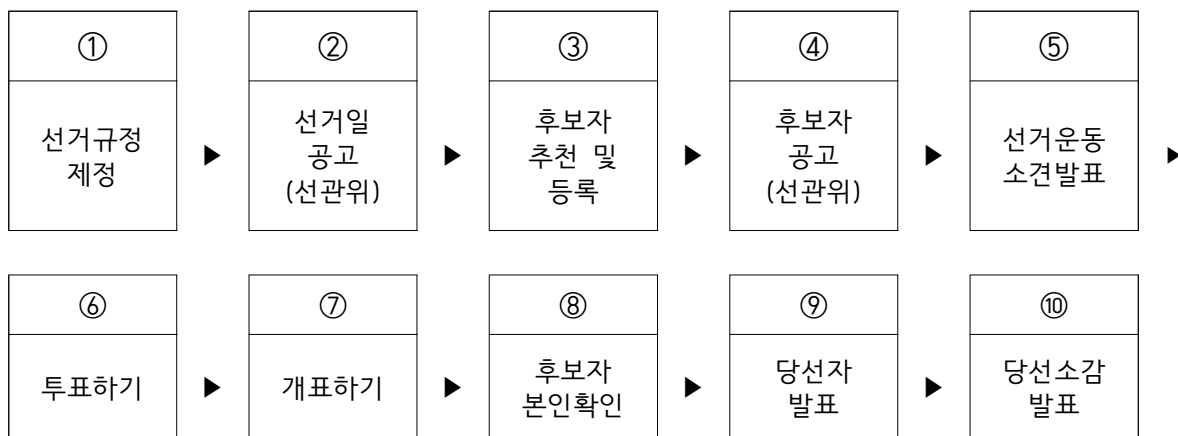 ①
②
③
④
⑤
선거규정
제정
▶
선거일
공고
(선관위)
▶
후보자
추천 및
등록
▶
후보자
공고
(선관위)
▶
선거운동
소견발표
▶
⑥
⑦
⑧
⑨
⑩
투표하기
▶
개표하기
▶
후보자
본인확인
▶
당선자
발표
▶
당선소감
발표